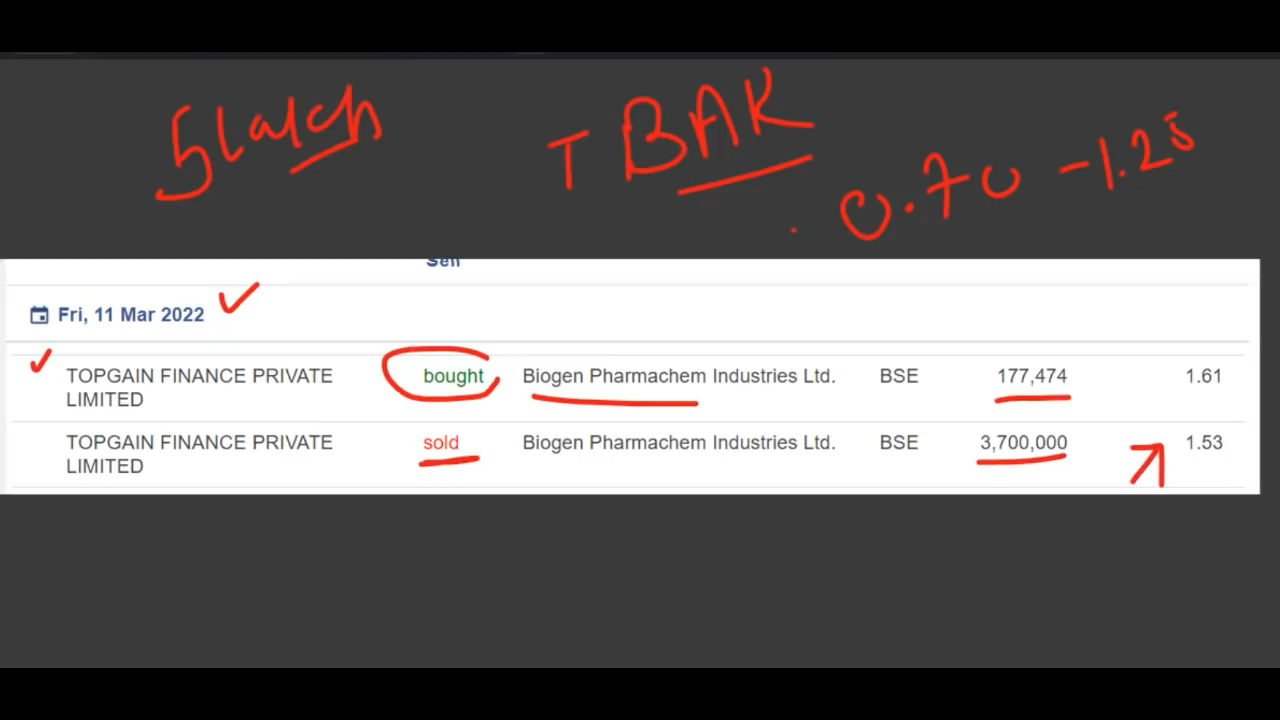 5 Lakh
TBAK
0.70 - 1.25
Sell
Fri, 11 Mar 2022
TOPGAIN FINANCE PRIVATE LIMITED bought Biogen Pharmachem Industries Ltd. BSE 177,474 1.61
TOPGAIN FINANCE PRIVATE LIMITED sold Biogen Pharmachem Industries Ltd. BSE 3,700,000 1.53